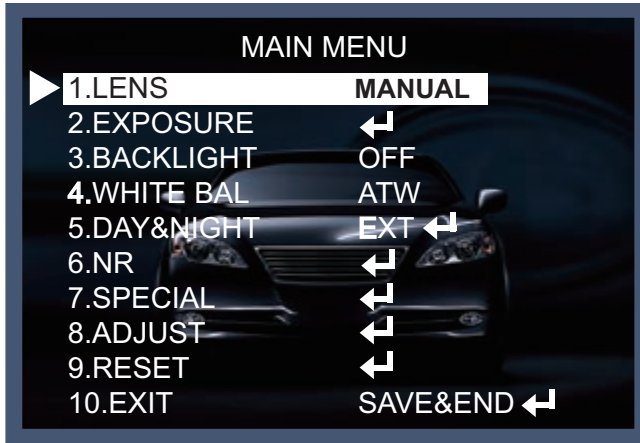 MAIN MENU
1.LENS MANUAL
2.EXPOSURE ↵
3.BACKLIGHT OFF
4.WHITE BAL ATW
5.DAY&NIGHT EXT ↵
6.NR ↵
7.SPECIAL ↵
8.ADJUST ↵
9.RESET ↵
10.EXIT SAVE&END ↵